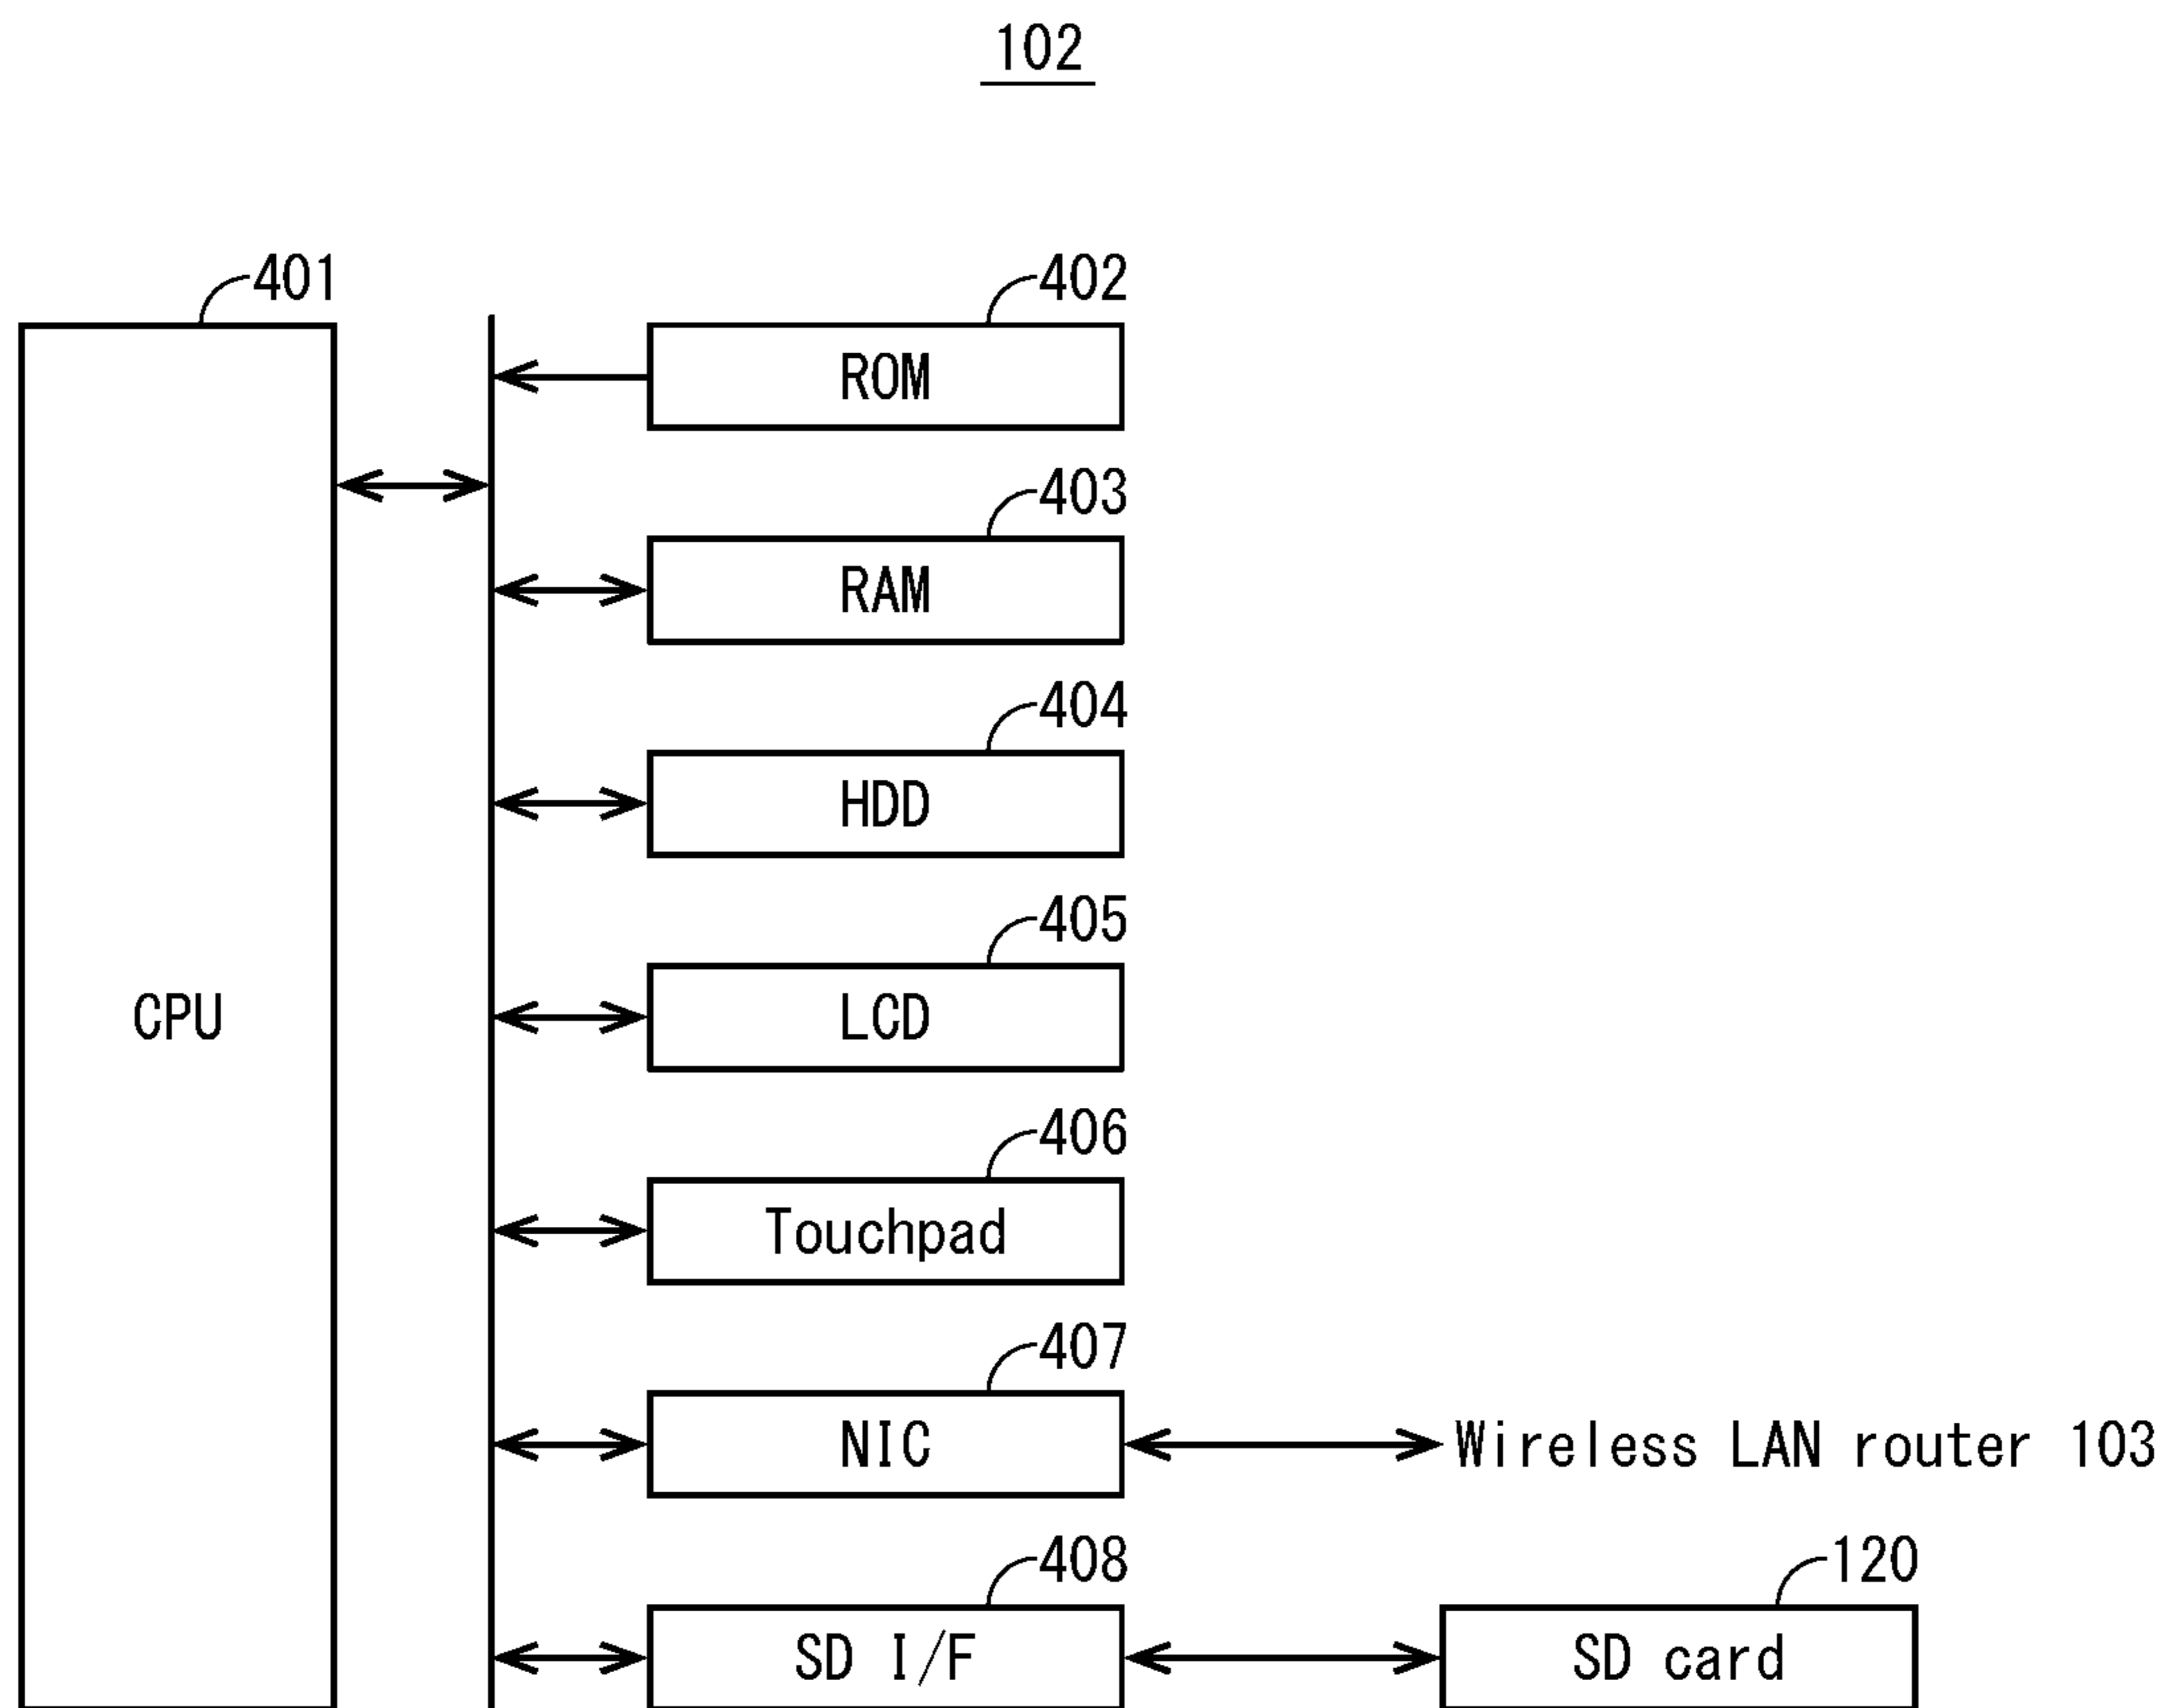 102
401
402
ROM
403
RAM
404
HDD
405
CPU
LCD
406
Touchpad
407
NIC
Wireless LAN router 103
408
120
SD I/F
SD card